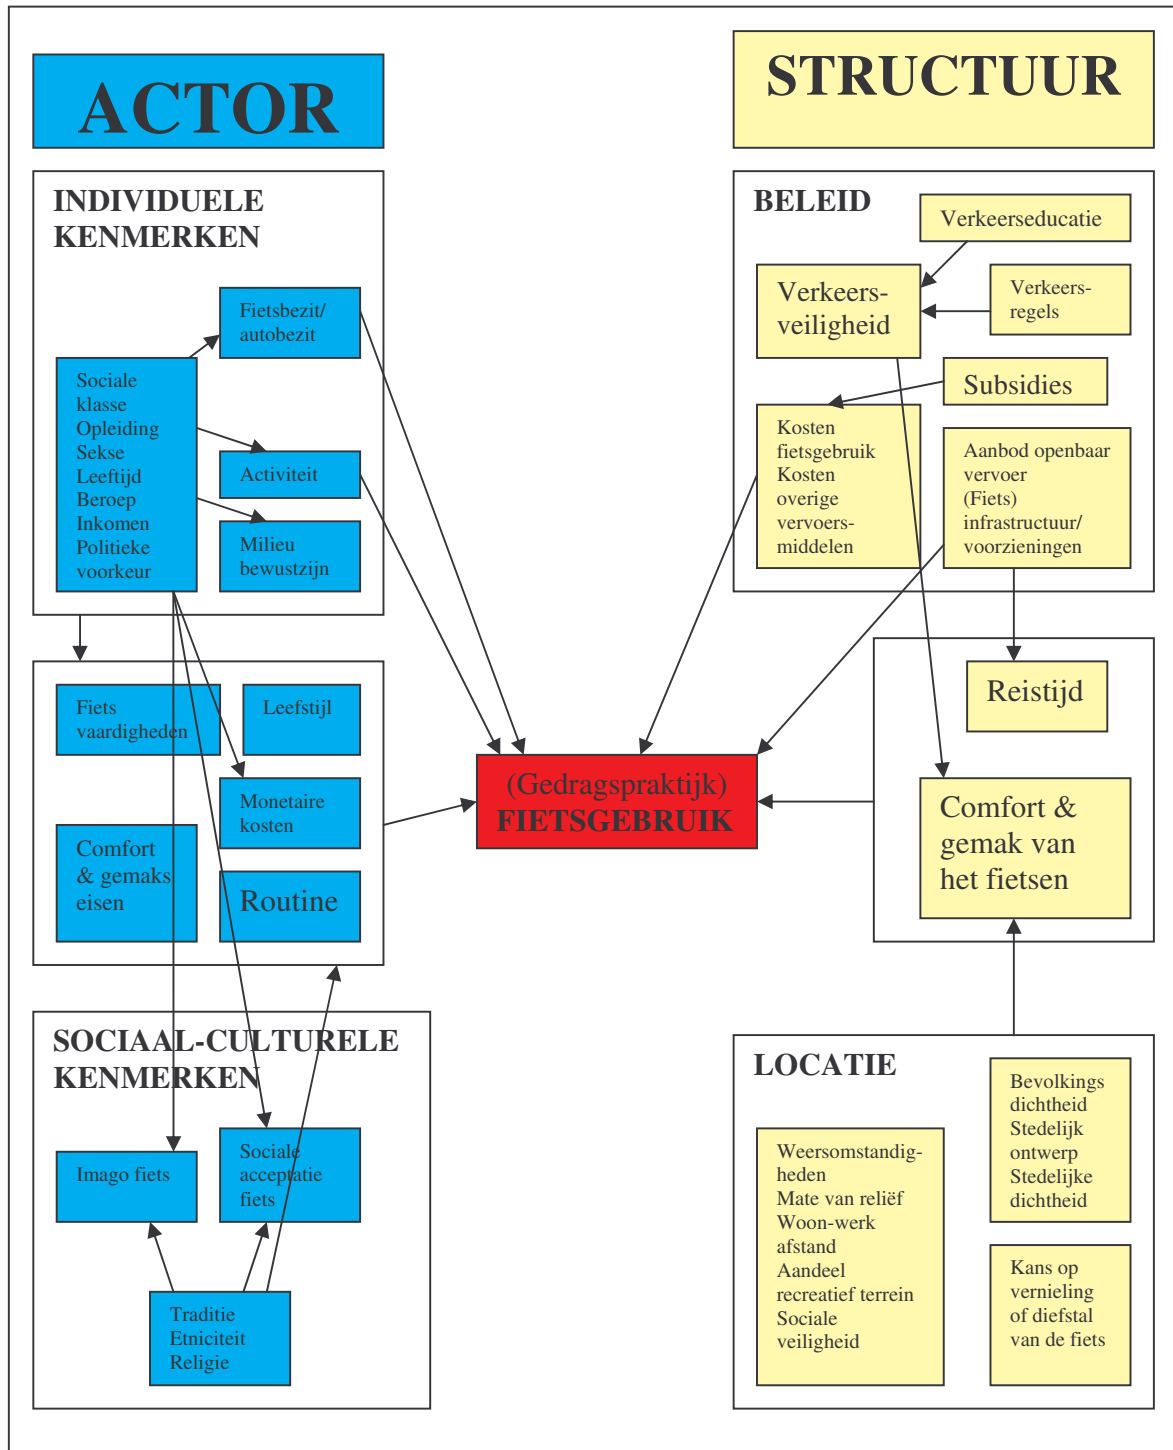 ACTOR
INDIVIDUELE
KENMERKEN
Fietsbezit/
autobezit
Sociale
klasse
Opleiding
Sekse
Leeftijd
Beroep
Inkomen
Politieke
voorkeur
Activiteit
Milieu
bewustzijn
Fiets
vaardigheden
Leefstijl
Monetaire
kosten
Comfort
& gemaks
eisen
Routine
SOCIAAL-CULTURELE
KENMERKEN
Imago fiets
Sociale
acceptatie
fiets
Traditie
Etniciteit
Religie
(Gedragspraktijk)
FIETSGEBRUIK
STRUCTUUR
BELEID
Verkeerseducatie
Verkeers-
veiligheid
Verkeers-
regels
Subsidies
Kosten
fietsgebruik
Kosten
overige
vervoers-
middelen
Aanbod openbaar
vervoer
(Fiets)
infrastructuur/
voorzieningen
Reistijd
Comfort &
gemak van
het fietsen
LOCATIE
Weersomstandig-
heden
Mate van reliëf
Woon-werk
afstand
Aandeel
recreatief terrein
Sociale
veiligheid
Bevolkings
dichtheid
Stedelijk
ontwerp
Stedelijke
dichtheid
Kans op
vernieling
of diefstal
van de fiets